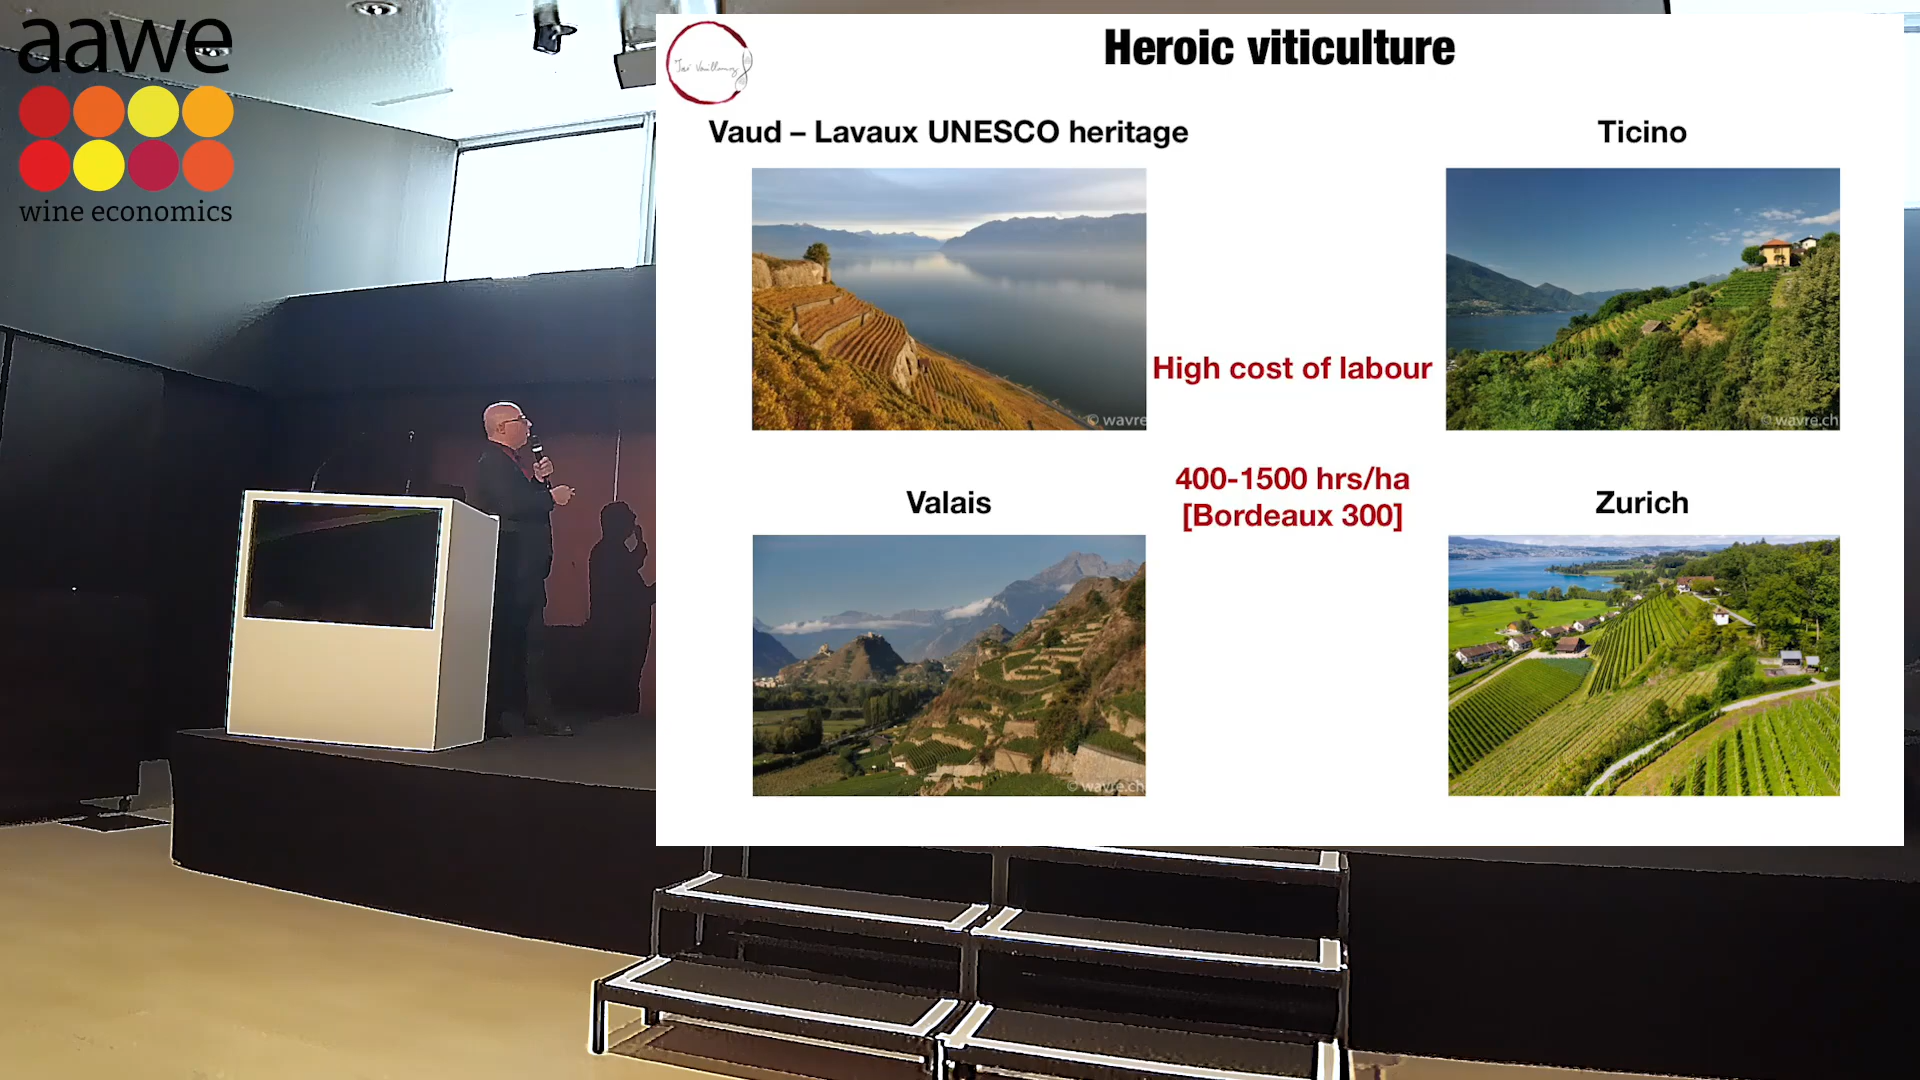 aawe
wine economics
Heroic viticulture
Vaud – Lavaux UNESCO heritage
Ticino
© wavre
© wavre.ch
High cost of labour
400-1500 hrs/ha
[Bordeaux 300]
Valais
Zurich
© wavre.ch